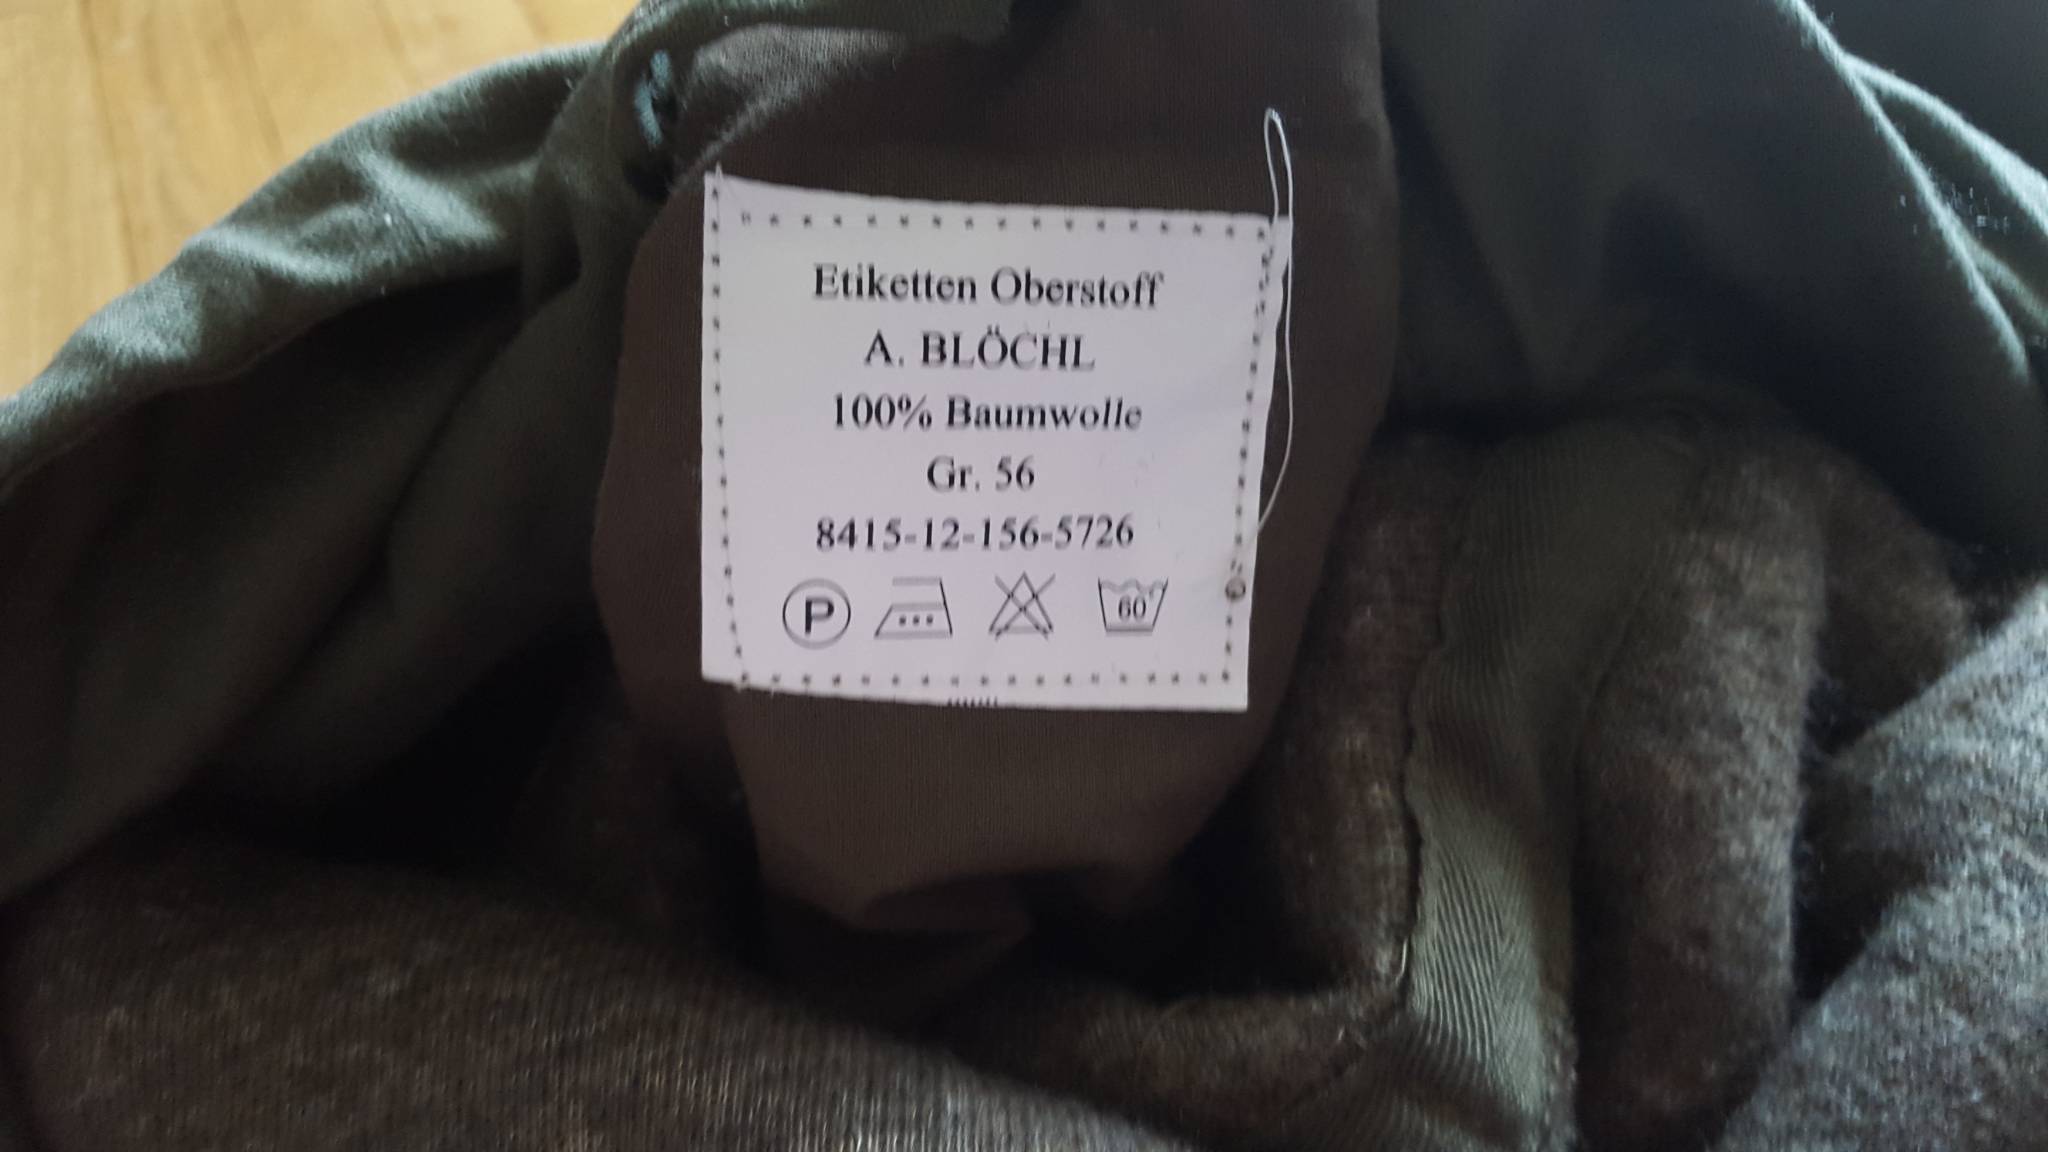 Etiketten Oberstoff
A. BLÖCHL
100% Baumwolle
Gr. 56
8415-12-156-5726
P
60